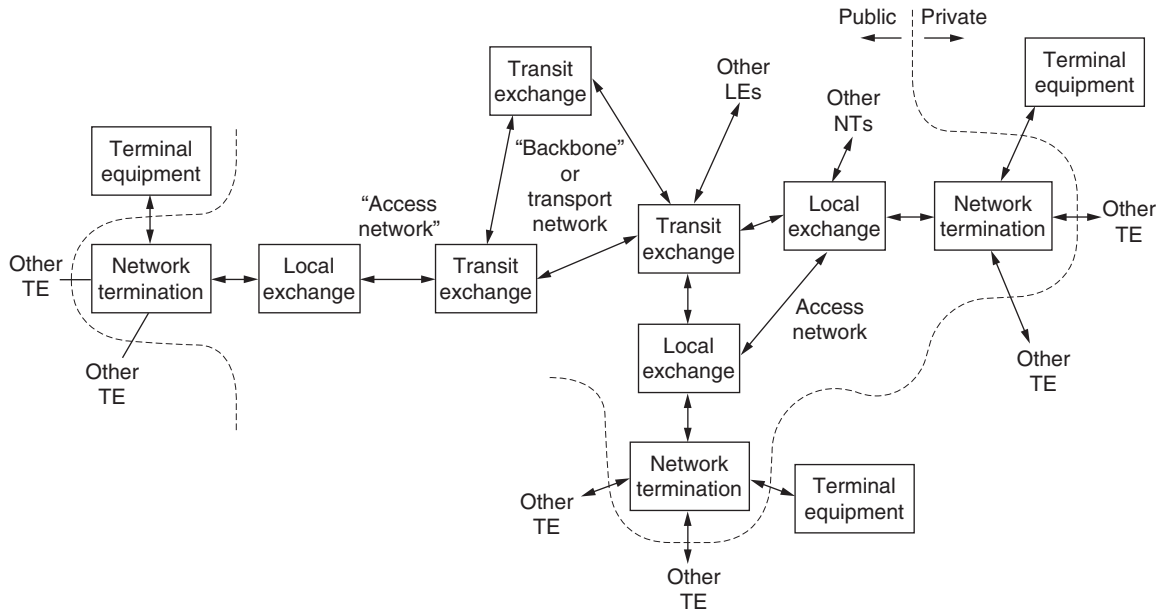 Public
Private
Transit
exchange
Other
LEs
Terminal
equipment
Other
NTs
Terminal
equipment
“Backbone”
or
transport
network
“Access
network”
Transit
exchange
Local
exchange
Network
termination
Other
TE
Other
TE
Network
termination
Local
exchange
Transit
exchange
Access
network
Local
exchange
Other
TE
Other
TE
Network
termination
Terminal
equipment
Other
TE
Other
TE